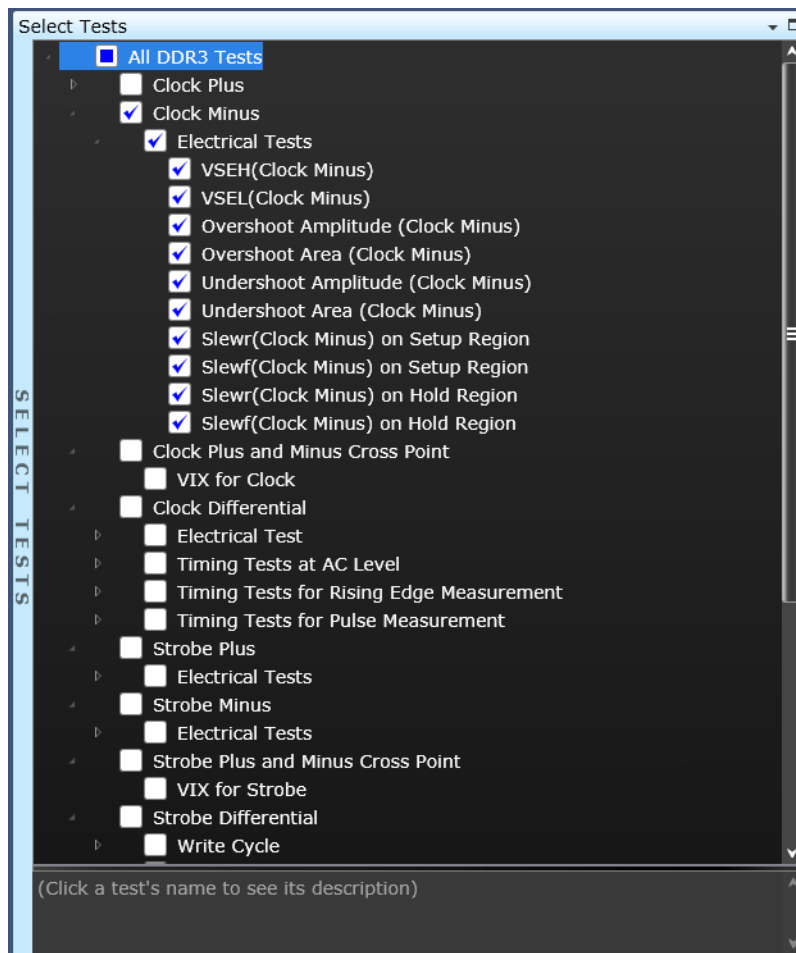 Select Tests
All DDR3 Tests
Clock Plus
Clock Minus
Electrical Tests
VSEH(Clock Minus)
VSEL(Clock Minus)
Overshoot Amplitude (Clock Minus)
Overshoot Area (Clock Minus)
Undershoot Amplitude (Clock Minus)
Undershoot Area (Clock Minus)
Slewr(Clock Minus) on Setup Region
Slewf(Clock Minus) on Setup Region
Slewr(Clock Minus) on Hold Region
Slewf(Clock Minus) on Hold Region
Clock Plus and Minus Cross Point
VIX for Clock
Clock Differential
Electrical Test
Timing Tests at AC Level
Timing Tests for Rising Edge Measurement
Timing Tests for Pulse Measurement
Strobe Plus
Electrical Tests
Strobe Minus
Electrical Tests
Strobe Plus and Minus Cross Point
VIX for Strobe
Strobe Differential
Write Cycle
SELECT TESTS
(Click a test's name to see its description)